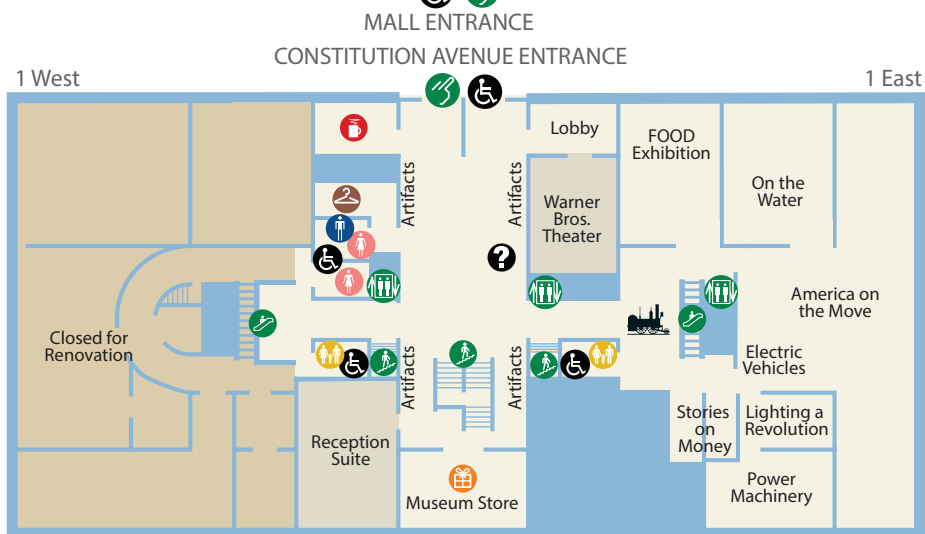 MALL ENTRANCE
CONSTITUTION AVENUE ENTRANCE
1 West
1 East
Lobby
FOOD
Exhibition
On the
Water
Artifacts
Artifacts
Warner
Bros.
Theater
?
America on
the Move
Closed for
Renovation
Electric
Vehicles
Artifacts
Artifacts
Stories
on
Money
Lighting a
Revolution
Reception
Suite
Power
Machinery
Museum Store